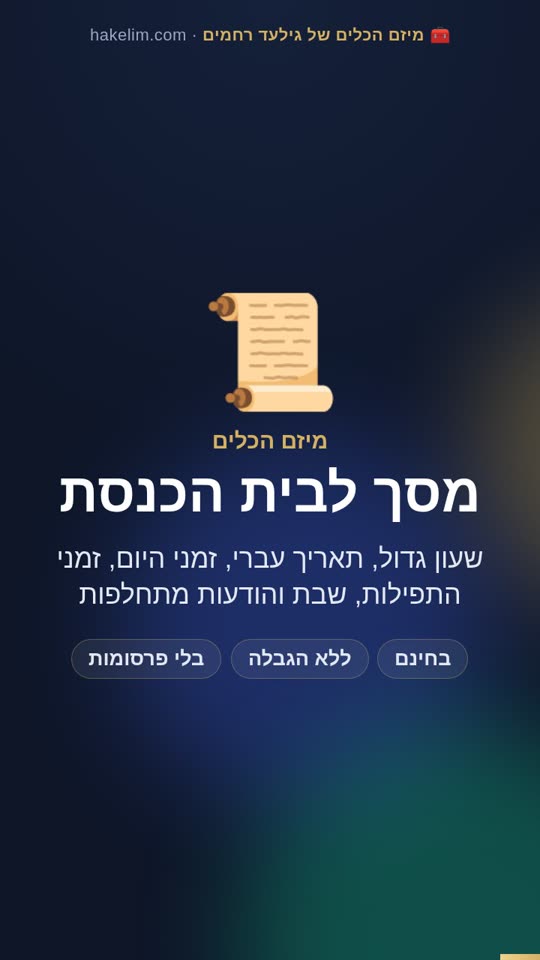 🧰 מיזם הכלים של גילעד רחמים · hakelim.com
מיזם הכלים
מסך לבית הכנסת
שעון גדול, תאריך עברי, זמני היום, זמני
התפילות, שבת והודעות מתחלפות
בחינם
ללא הגבלה
בלי פרסומות